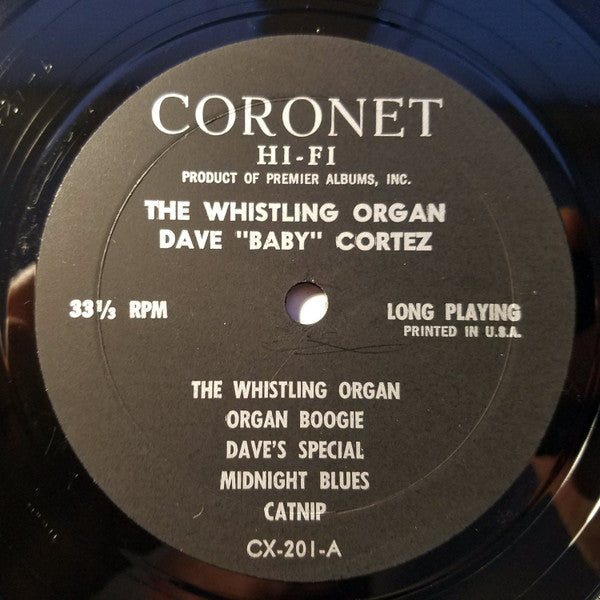 CORONET
HI-FI
PRODUCT OF PREMIER ALBUMS, INC.
THE WHISTLING ORGAN
DAVE "BABY" CORTEZ
33⅓ RPM
LONG PLAYING
PRINTED IN U.S.A.
THE WHISTLING ORGAN
ORGAN BOOGIE
DAVE'S SPECIAL
MIDNIGHT BLUES
CATNIP
CX-201-A